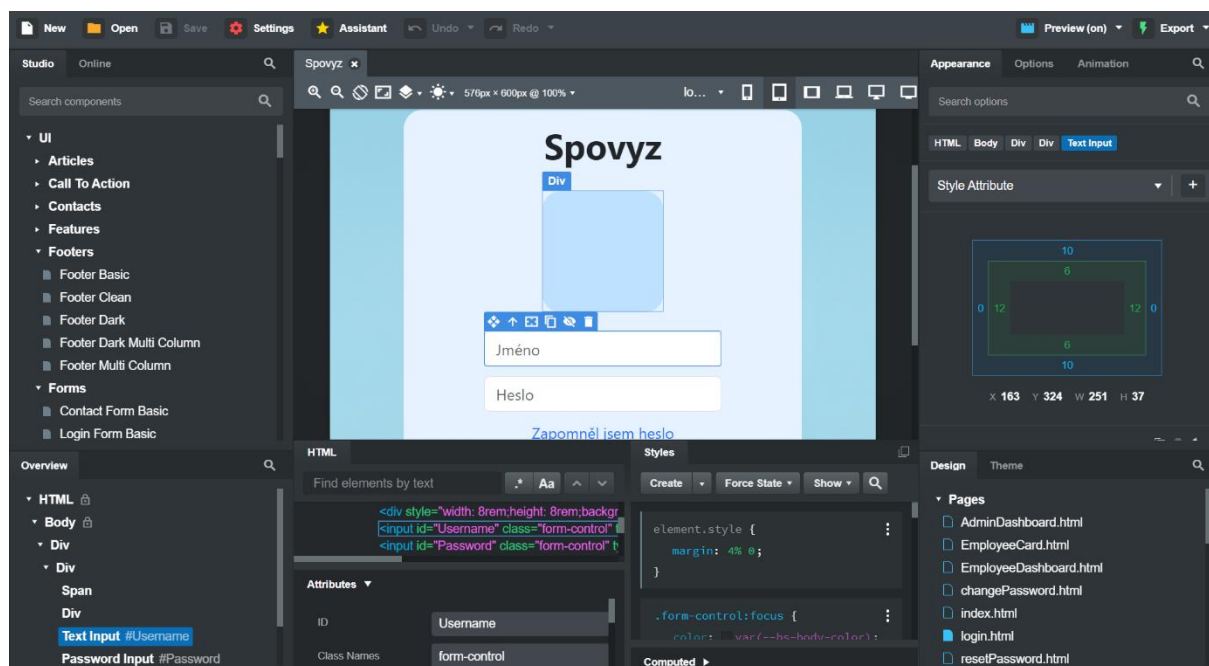 New Open Save Settings Assistant Undo Redo Preview (on) Export
Studio Online
Search components
UI
Articles
Call To Action
Contacts
Features
Footers
Footer Basic
Footer Clean
Footer Dark
Footer Dark Multi Column
Footer Multi Column
Forms
Contact Form Basic
Login Form Basic
Overview
HTML
Body
Div
Div
Span
Div
Text Input #Username
Password Input #Password
Spovyz
576px × 600px @ 100% lo...
Spovyz
Div
Jméno
Heslo
Zapomněl jsem heslo
HTML
Find elements by text .* Aa
<div style="width: 8rem;height: 8rem;backgr
<input id="Username" class="form-control"
<input id="Password" class="form-control" ty
Attributes
ID Username
Class Names form-control
Styles
Create Force State Show
element.style {
margin: 4% 0;
}
.form-control:focus {
color: var(--bs-body-color);
Computed
Appearance Options Animation
Search options
HTML Body Div Div Text Input
Style Attribute +
10
6
0 12 12 0
6
10
X 163 Y 324 W 251 H 37
Design Theme
Pages
AdminDashboard.html
EmployeeCard.html
EmployeeDashboard.html
changePassword.html
index.html
login.html
resetPassword.html